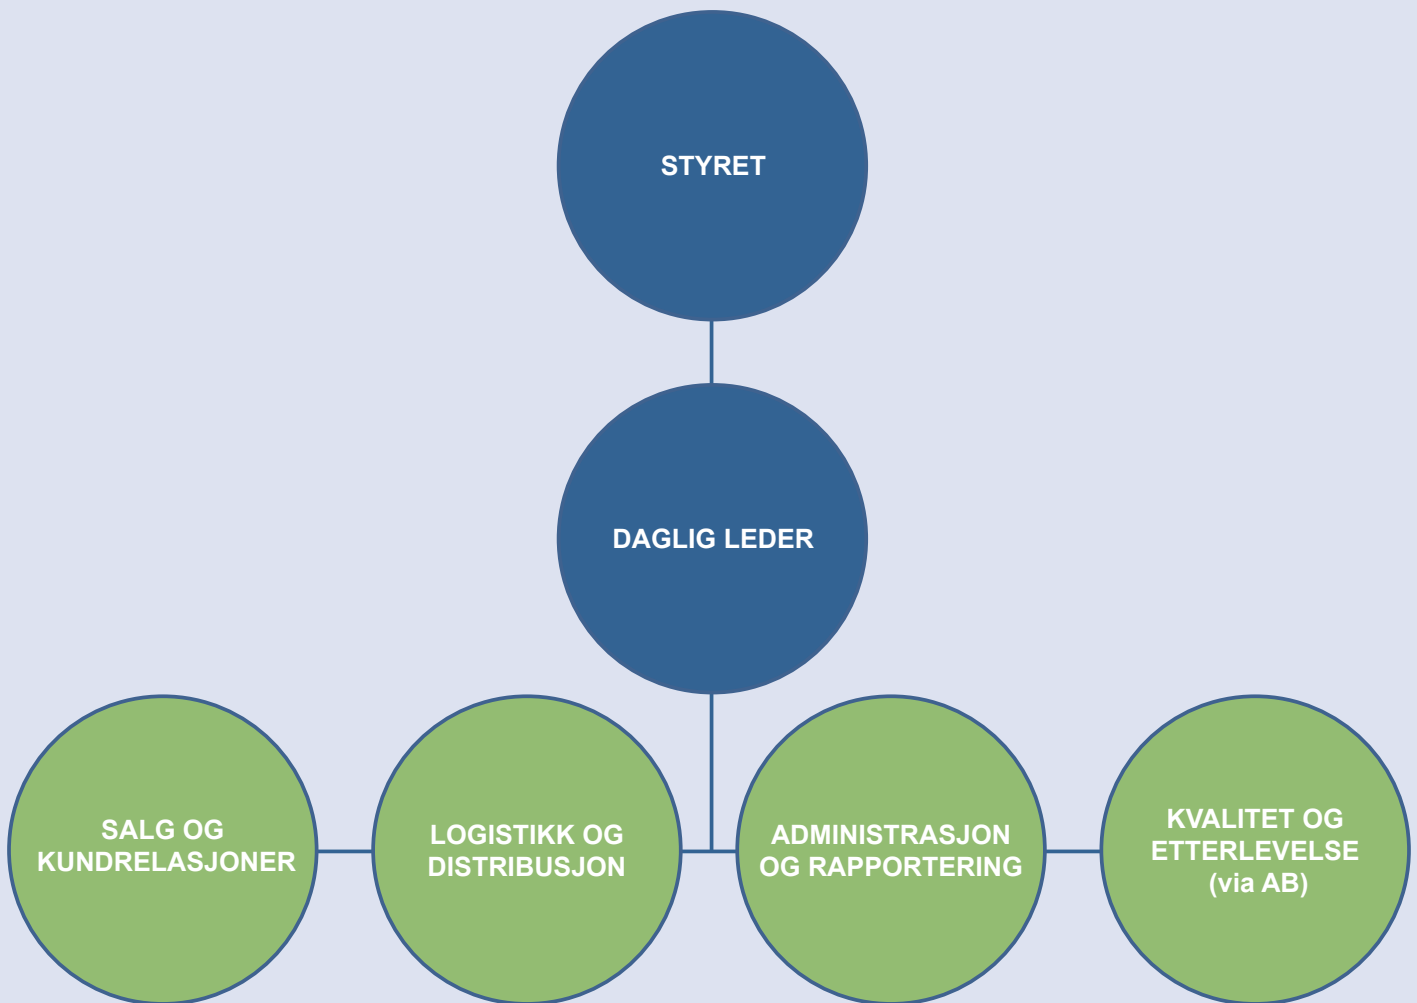 STYRET
DAGLIG LEDER
SALG OG
KUNDRELASJONER
LOGISTIKK OG
DISTRIBUSJON
ADMINISTRASJON
OG RAPPORTERING
KVALITET OG
ETTERLEVELSE
(via AB)